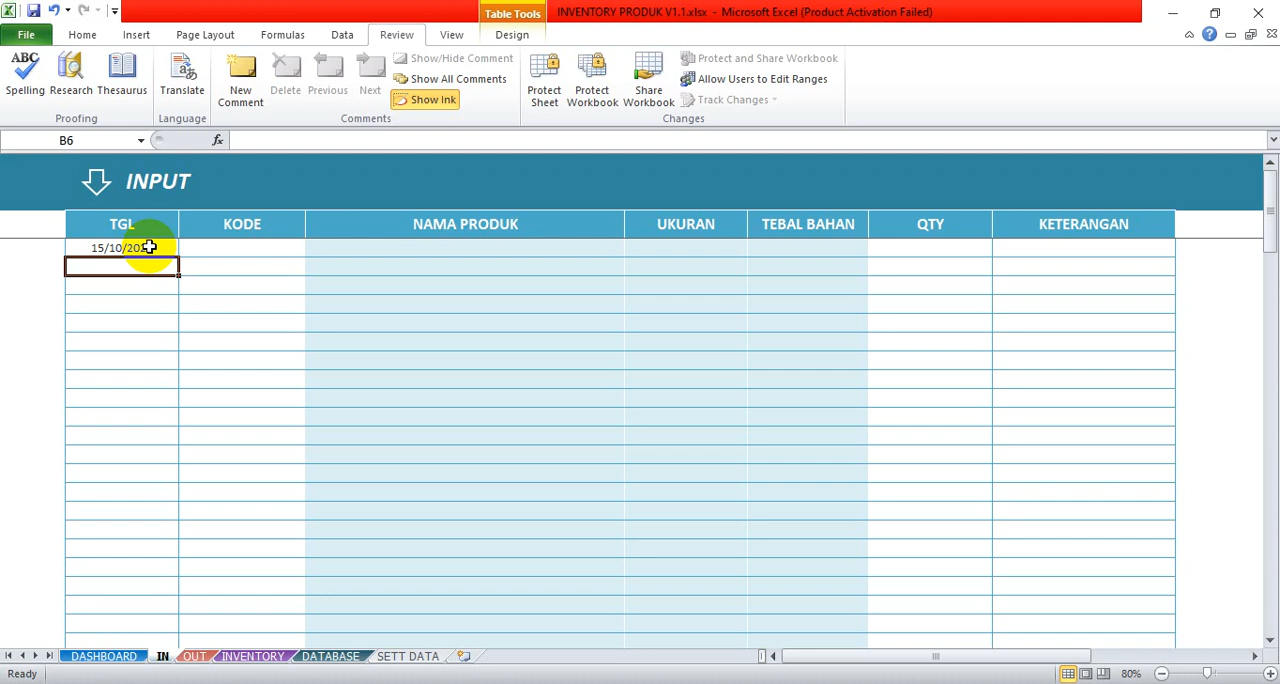 Table Tools
INVENTORY PRODUK V1.1.xlsx - Microsoft Excel (Product Activation Failed)
File Home Insert Page Layout Formulas Data Review View Design
ABC
Spelling Research Thesaurus
Proofing
Translate
Language
New Comment
Delete Previous Next
Show/Hide Comment
Show All Comments
Show Ink
Comments
Protect Sheet
Protect Workbook
Share Workbook
Protect and Share Workbook
Allow Users to Edit Ranges
Track Changes
Changes
B6 fx
INPUT
TGL KODE NAMA PRODUK UKURAN TEBAL BAHAN QTY KETERANGAN
DASHBOARD IN OUT INVENTORY DATABASE SETT DATA
Ready 80%